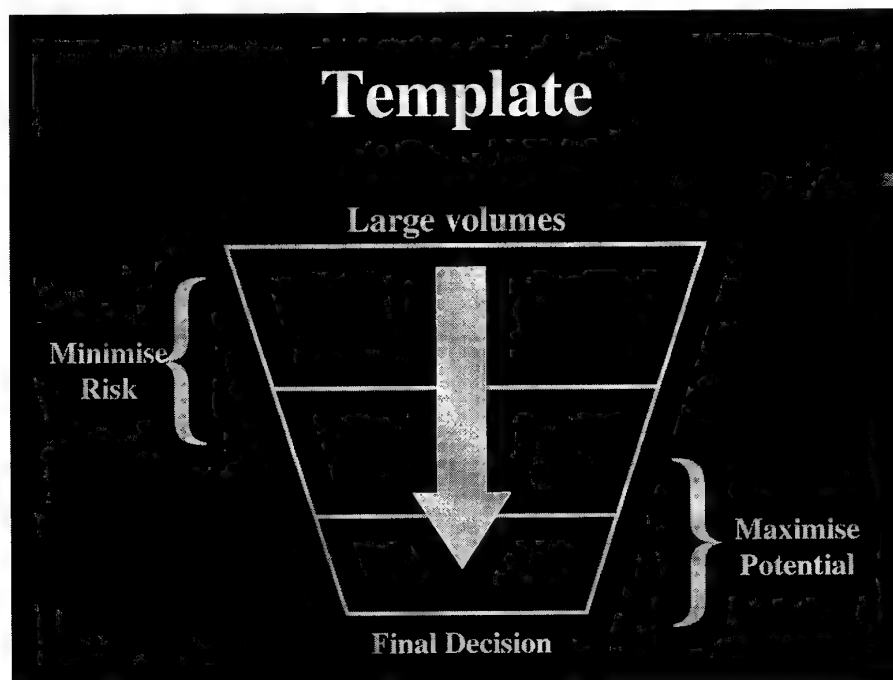 Template
Large volumes
Minimise
Risk
Maximise
Potential
Final Decision